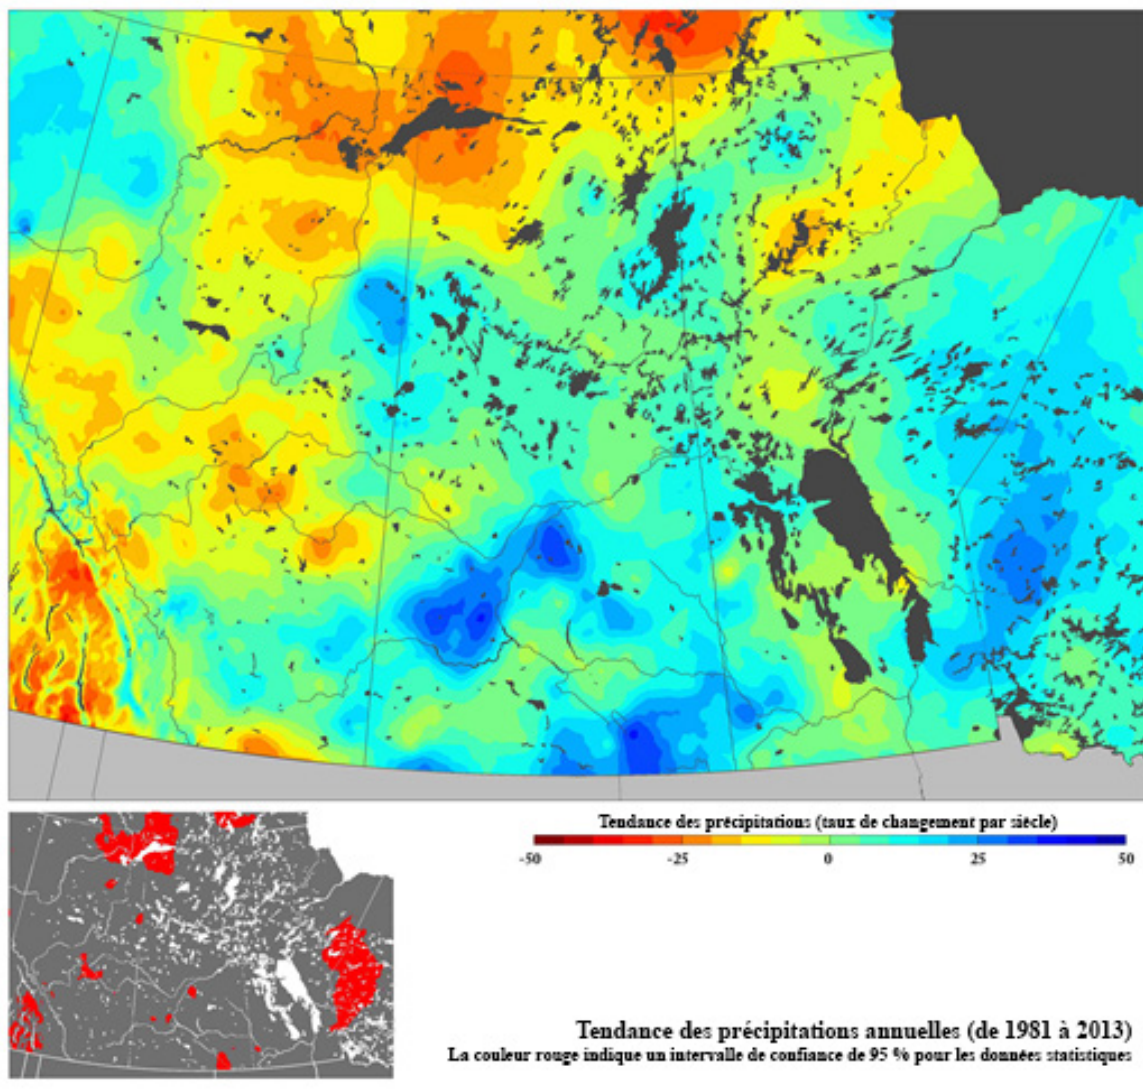 Tendance des précipitations (taux de changement par siècle)
-50 -25 0 25 50
Tendance des précipitations annuelles (de 1981 à 2013)
La couleur rouge indique un intervalle de confiance de 95 % pour les données statistiques